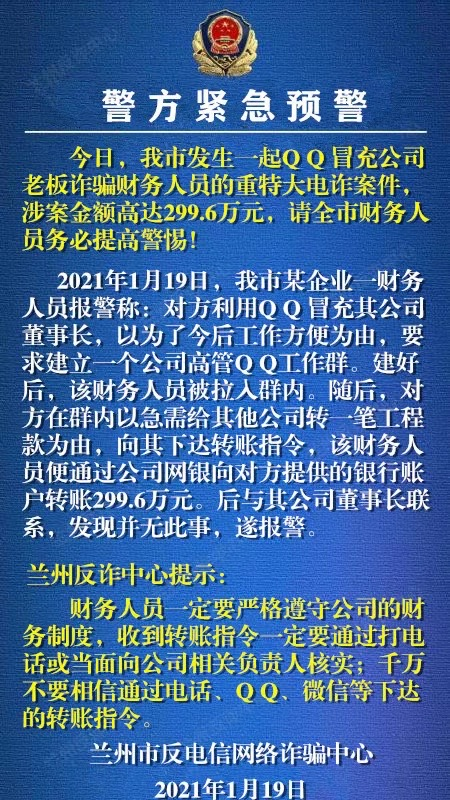 警方紧急预警
今日，我市发生一起QQ冒充公司
老板诈骗财务人员的重特大电诈案件，
涉案金额高达299.6万元，请全市财务人
员务必提高警惕！
2021年1月19日，我市某企业一财务
人员报警称：对方利用QQ冒充其公司
董事长，以为了今后工作方便为由，要
求建立一个公司高管QQ工作群。建好
后，该财务人员被拉入群内。随后，对
方在群内以急需给其他公司转一笔工程
款为由，向其下达转账指令，该财务人
员便通过公司网银向对方提供的银行账
户转账299.6万元。后与其公司董事长联
系，发现并无此事，遂报警。
兰州反诈中心提示：
财务人员一定要严格遵守公司的财
务制度，收到转账指令一定要通过打电
话或当面向公司相关负责人核实；千万
不要相信通过电话、QQ、微信等下达
的转账指令。
兰州市反电信网络诈骗中心
2021年1月19日